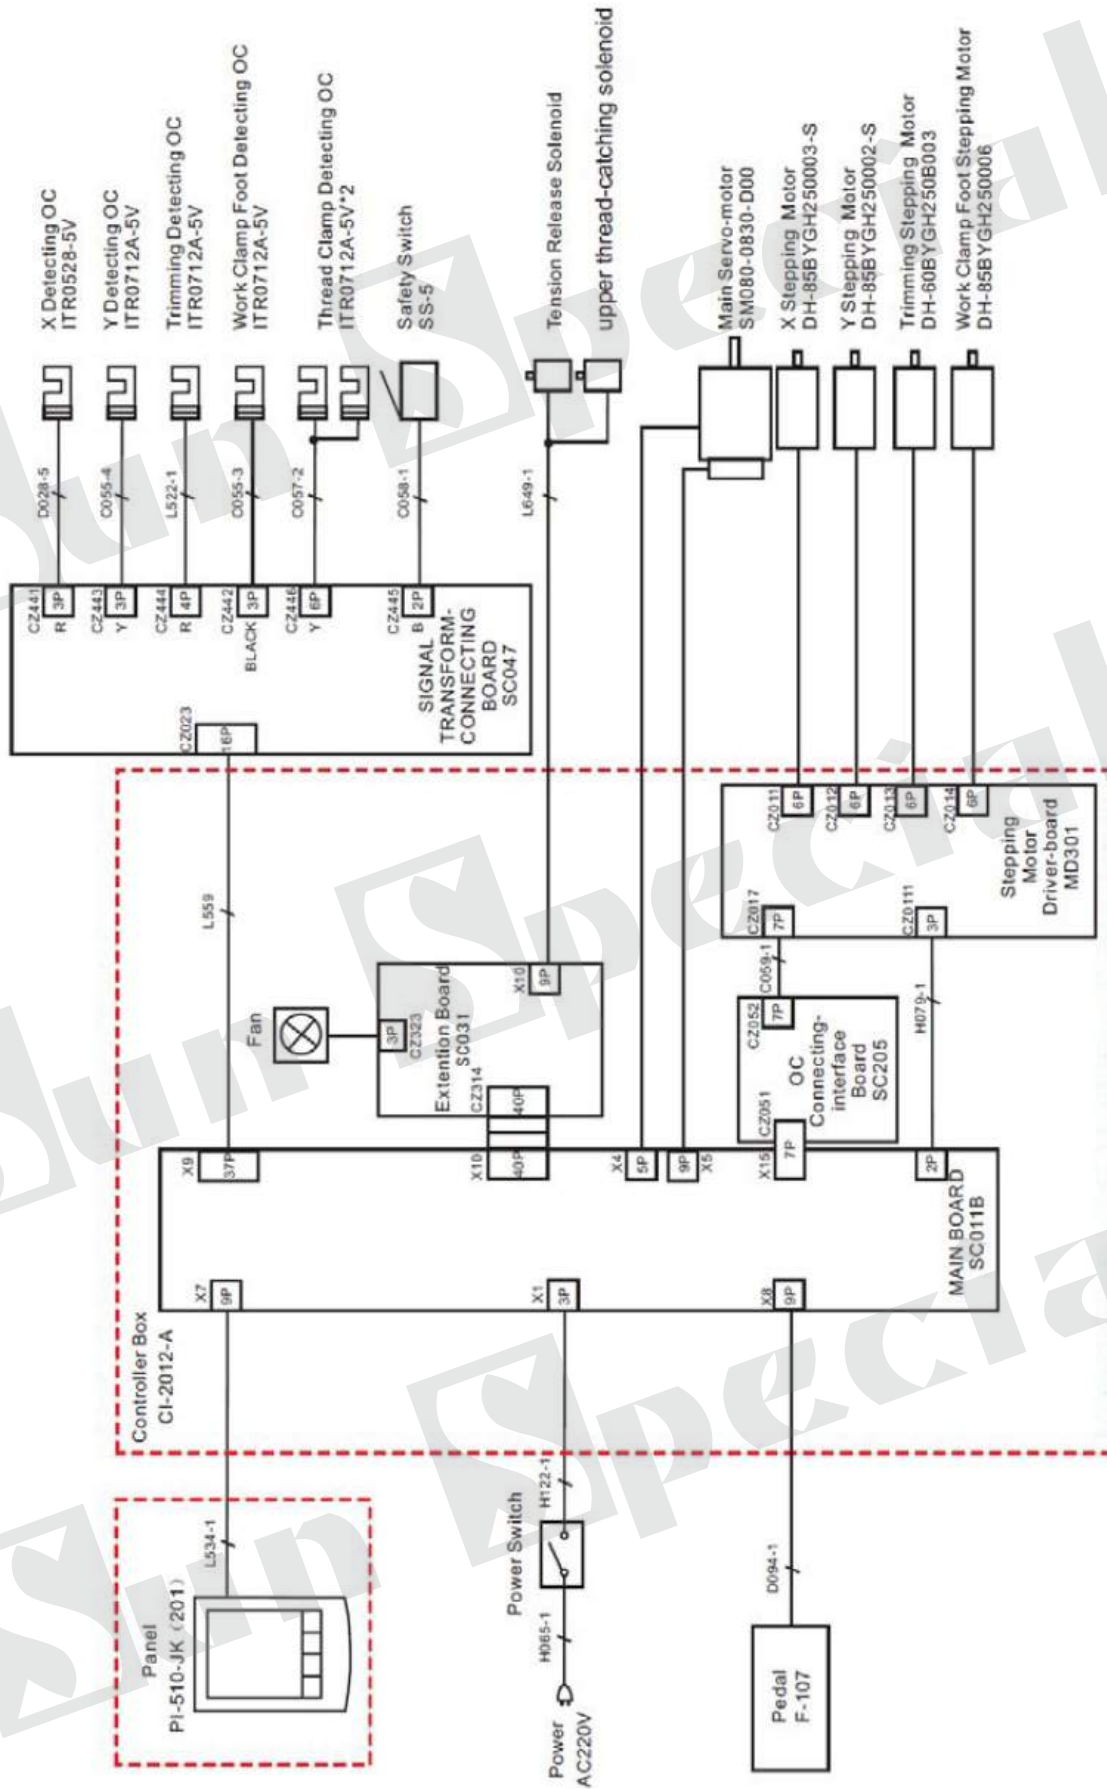 Panel
PI-510-JK (201)
L534-1
Power
AC220V
H065-1
Power Switch
H122-1
Pedal
F-107
D094-1
Controller Box
CI-2012-A
X7
9P
X1
3P
X8
9P
MAIN BOARD
SC011B
X9
37P
X10
40P
X4
5P
9P
X5
X15
7P
2P
Fan
3P
CZ323
Extention Board
SC031
CZ314
40P
X10
9P
CZ051
CZ052
7P
OC
Connecting-
interface
Board
SC205
C059-1
H079-1
CZ017
7P
CZ0111
3P
Stepping
Motor
Driver-board
MD301
CZ011
6P
CZ012
6P
CZ013
6P
CZ014
6P
L559
CZ023
16P
SIGNAL
TRANSFORM-
CONNECTING
BOARD
SC047
CZ441
3P
R
CZ443
3P
Y
CZ444
4P
R
CZ442
3P
BLACK
CZ446
6P
Y
CZ445
2P
B
D028-5
C055-4
L522-1
C055-3
C057-2
C058-1
L649-1
X Detecting OC
ITR0528-5V
Y Detecting OC
ITR0712A-5V
Trimming Detecting OC
ITR0712A-5V
Work Clamp Foot Detecting OC
ITR0712A-5V
Thread Clamp Detecting OC
ITR0712A-5V*2
Safety Switch
SS-5
Tension Release Solenoid
upper thread-catching solenoid
Main Servo-motor
SM080-0830-D00
X Stepping Motor
DH-85BYGH250003-S
Y Stepping Motor
DH-85BYGH250002-S
Trimming Stepping Motor
DH-60BYGH250B003
Work Clamp Foot Stepping Motor
DH-85BYGH250006
Sun Special
Sun Special
Sun Special